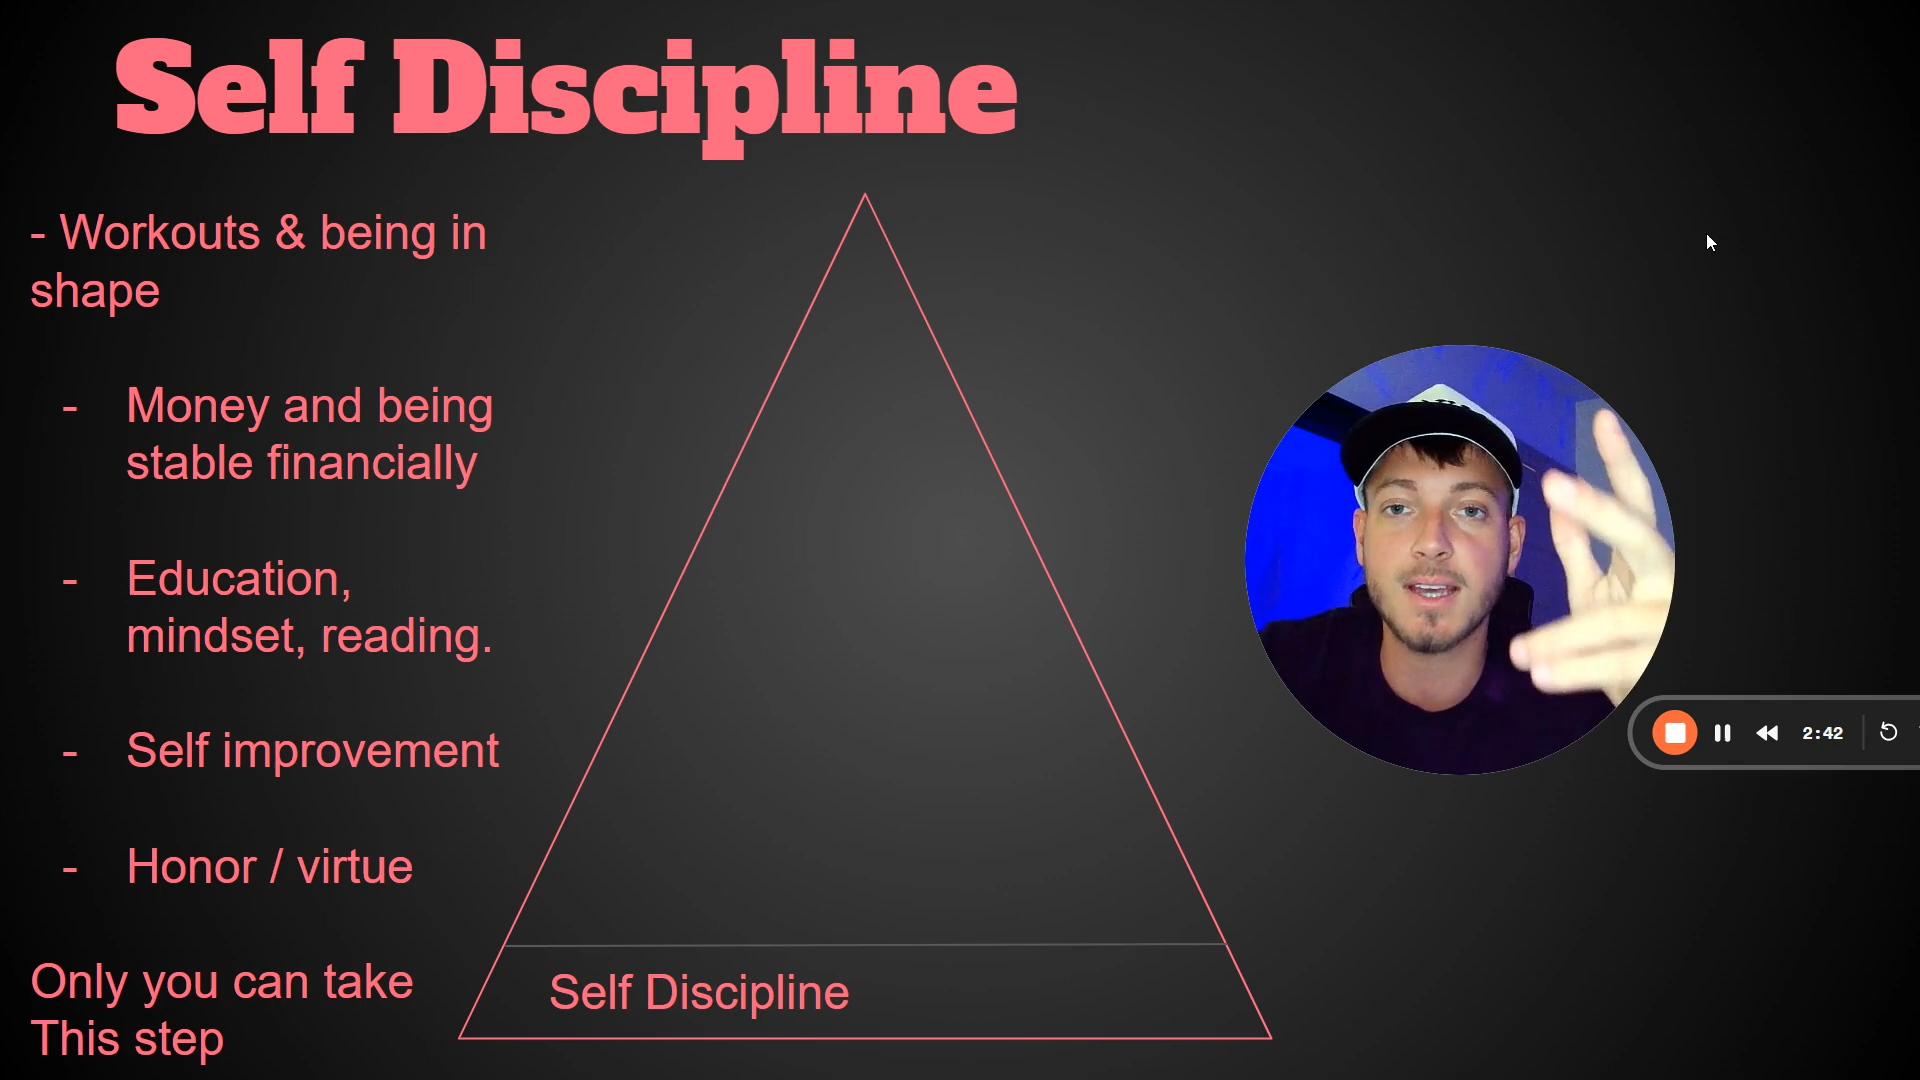 Self Discipline
- Workouts & being in
shape
- Money and being
stable financially
- Education,
mindset, reading.
- Self improvement
- Honor / virtue
Only you can take
This step
Self Discipline
2:42